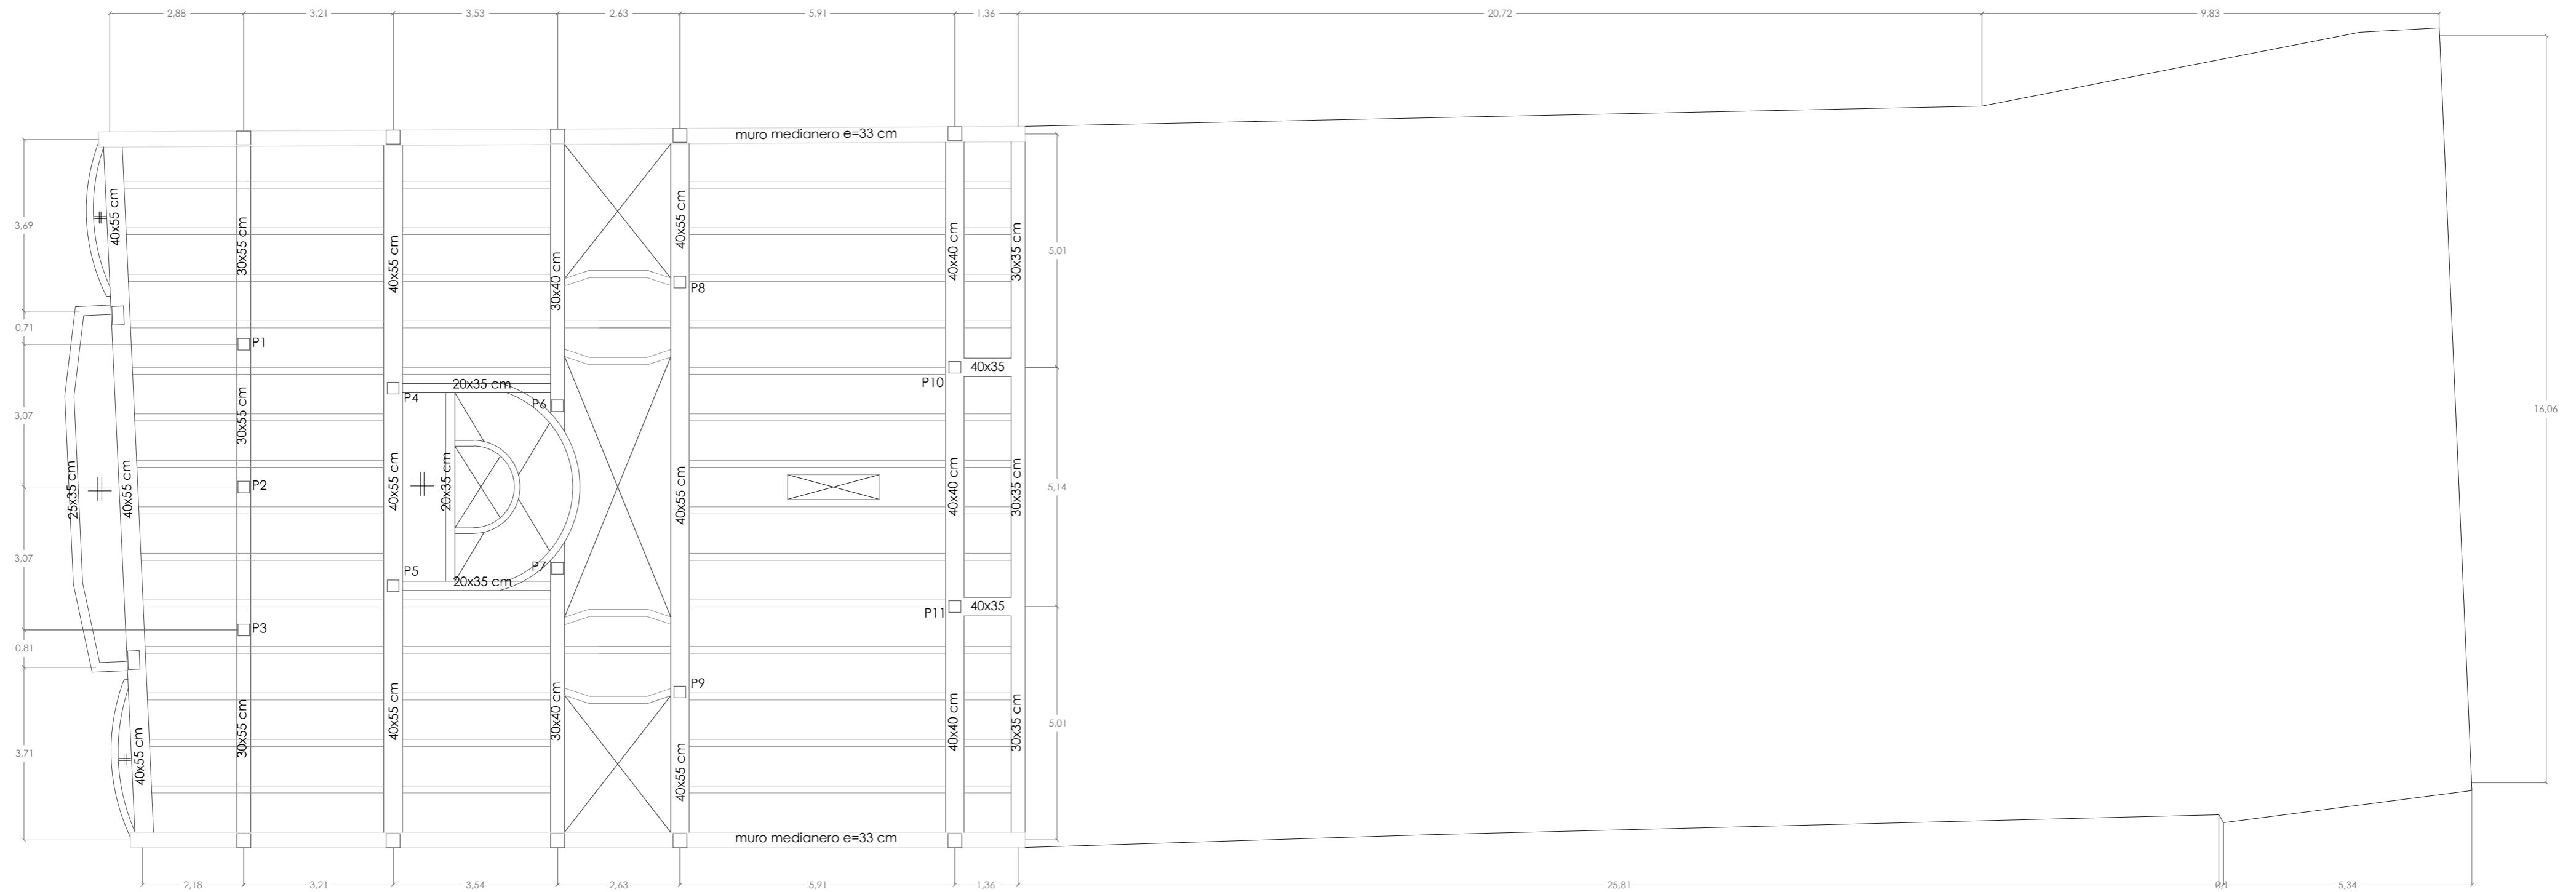 2,88
3,21
3,53
2,63
5,91
1,36
20,72
9,83
muro medianero e=33 cm
3,69
0,71
3,07
3,07
0,81
3,71
40x55 cm
30x55 cm
40x55 cm
30x40 cm
40x55 cm
40x40 cm
30x35 cm
5,01
P8
P1
40x35
P10
20x35 cm
P4
P6
30x55 cm
16,06
25x35 cm
40x55 cm
P2
40x55 cm
20x35 cm
40x55 cm
40x40 cm
30x35 cm
5,14
P5
P7
20x35 cm
40x35
P11
P3
P9
40x55 cm
30x55 cm
40x55 cm
30x40 cm
40x55 cm
40x40 cm
30x35 cm
5,01
muro medianero e=33 cm
2,18
3,21
3,54
2,63
5,91
1,36
25,81
5,34